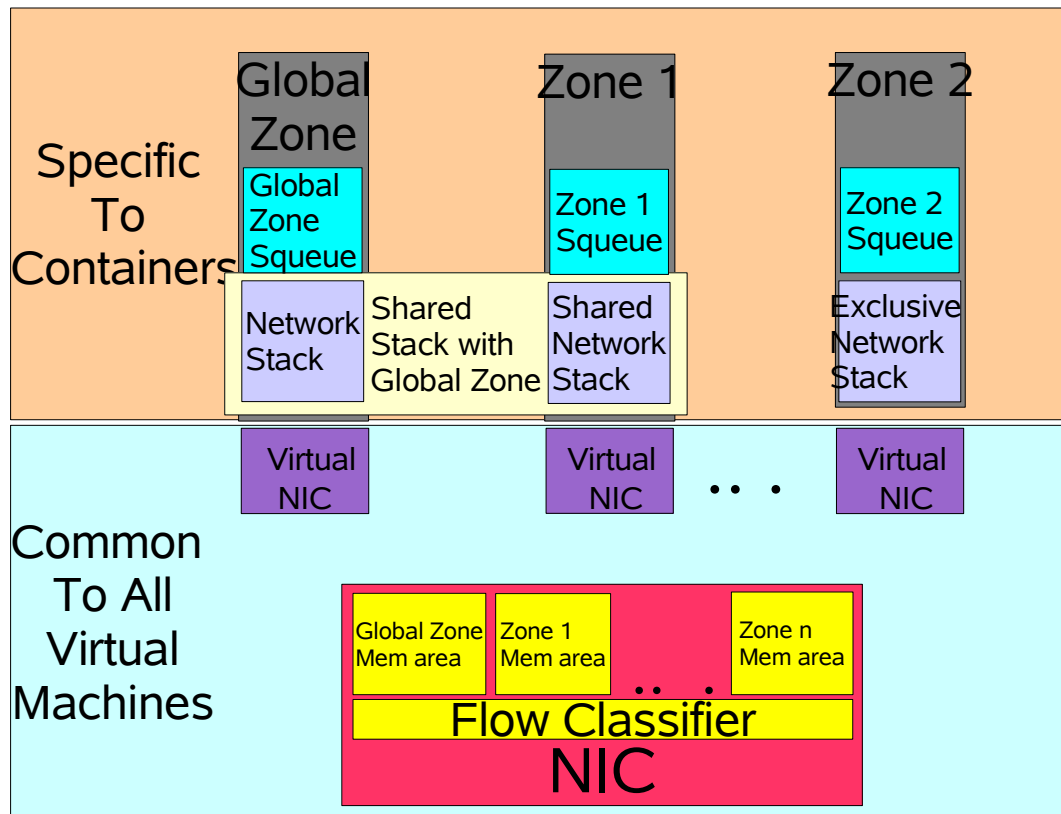 Global
Zone
Zone 1
Zone 2
Specific
To
Containers
Global
Zone
Squeue
Zone 1
Squeue
Zone 2
Squeue
Network
Stack
Shared
Stack with
Global Zone
Shared
Network
Stack
Exclusive
Network
Stack
Virtual
NIC
Virtual
NIC
.. .
Virtual
NIC
Common
To All
Virtual
Machines
Global Zone
Mem area
Zone 1
Mem area
.. .
Zone n
Mem area
Flow Classifier
NIC